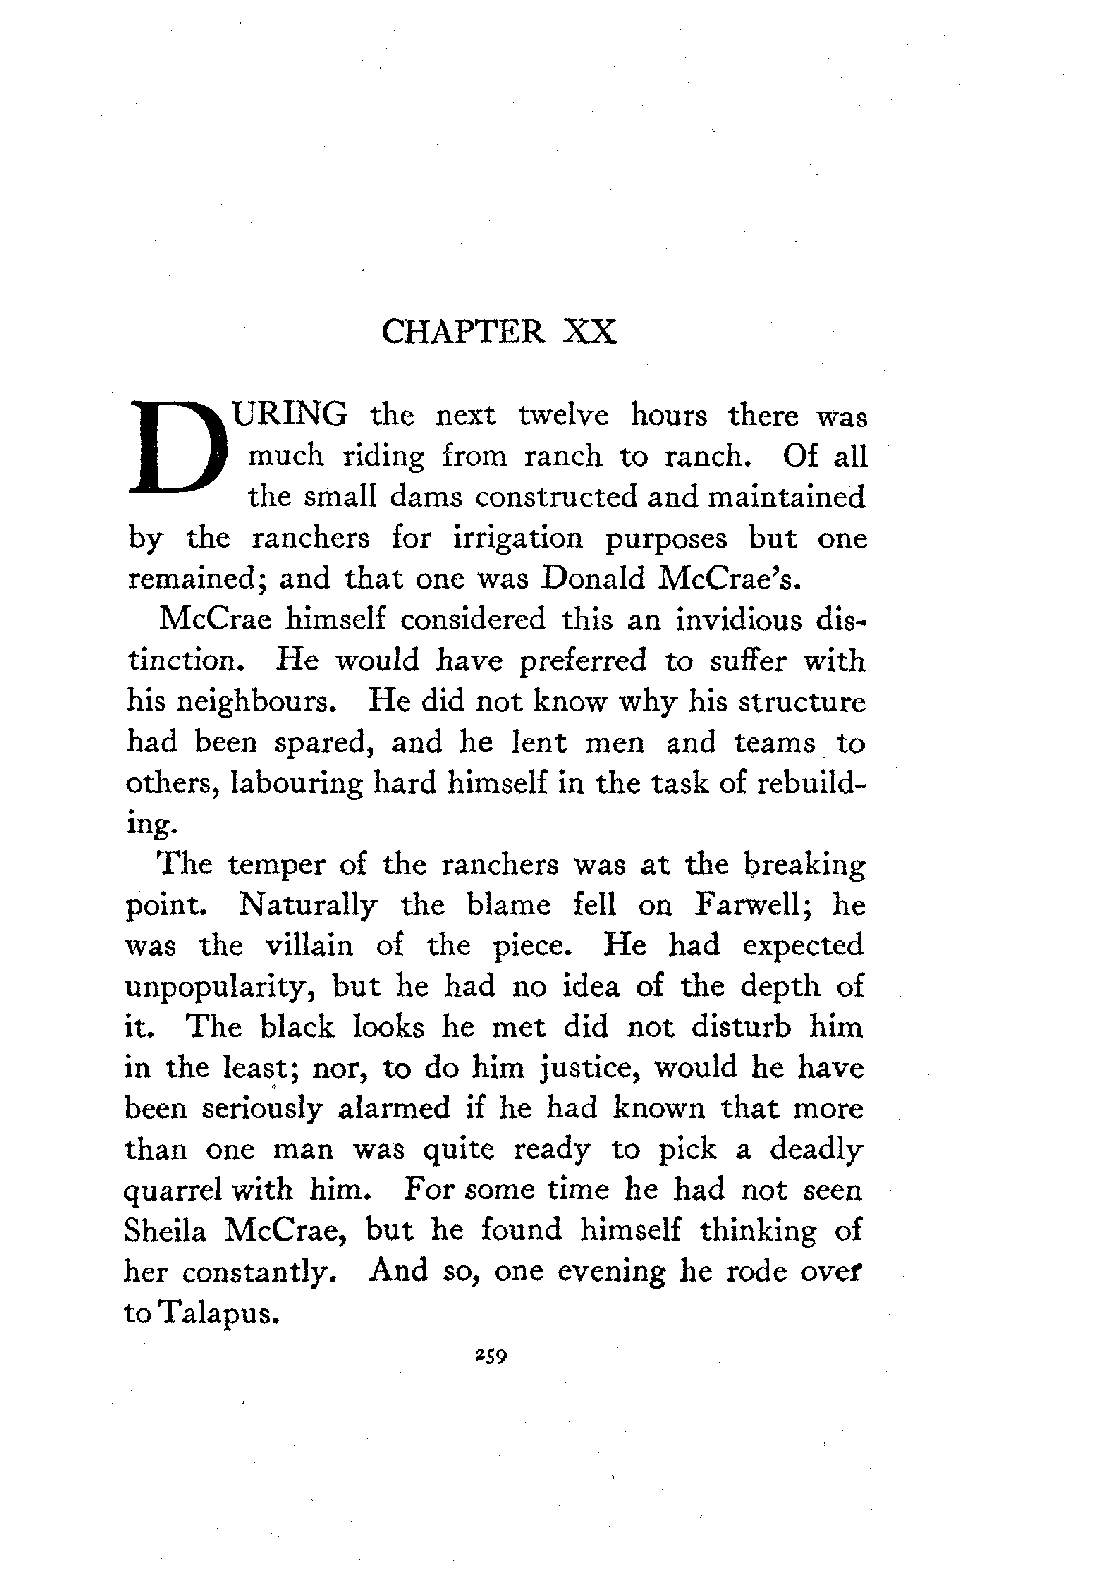 CHAPTER XX
DURING the next twelve hours there was
much riding from ranch to ranch. Of all
the small dams constructed and maintained
by the ranchers for irrigation purposes but one
remained; and that one was Donald McCrae's.
McCrae himself considered this an invidious dis-
tinction. He would have preferred to suffer with
his neighbours. He did not know why his structure
had been spared, and he lent men and teams to
others, labouring hard himself in the task of rebuild-
ing.
The temper of the ranchers was at the breaking
point. Naturally the blame fell on Farwell; he
was the villain of the piece. He had expected
unpopularity, but he had no idea of the depth of
it. The black looks he met did not disturb him
in the least; nor, to do him justice, would he have
been seriously alarmed if he had known that more
than one man was quite ready to pick a deadly
quarrel with him. For some time he had not seen
Sheila McCrae, but he found himself thinking of
her constantly. And so, one evening he rode over
to Talapus.
259